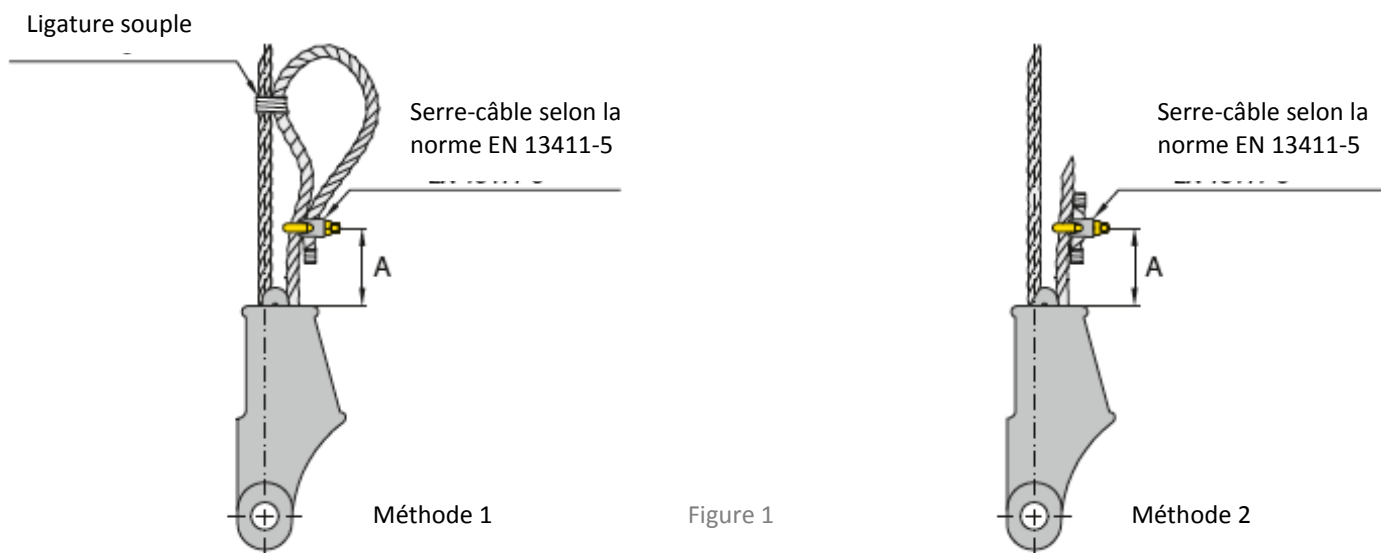 Ligature souple
Serre-câble selon la
norme EN 13411-5
A
Méthode 1
Figure 1
Serre-câble selon la
norme EN 13411-5
A
Méthode 2